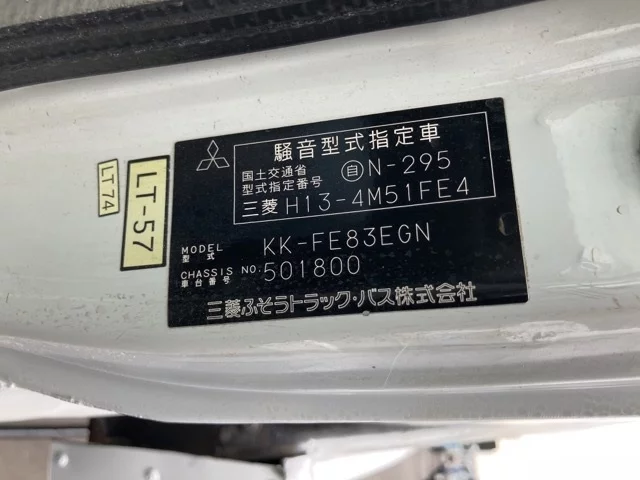 騒音型式指定車
国土交通省
型式指定番号
自N-295
三菱 H13-4M51FE4
MODEL
型式
KK-FE83EGN
CHASSIS NO.
車台番号
501800
三菱ふそうトラック・バス株式会社
LT-57
LT74